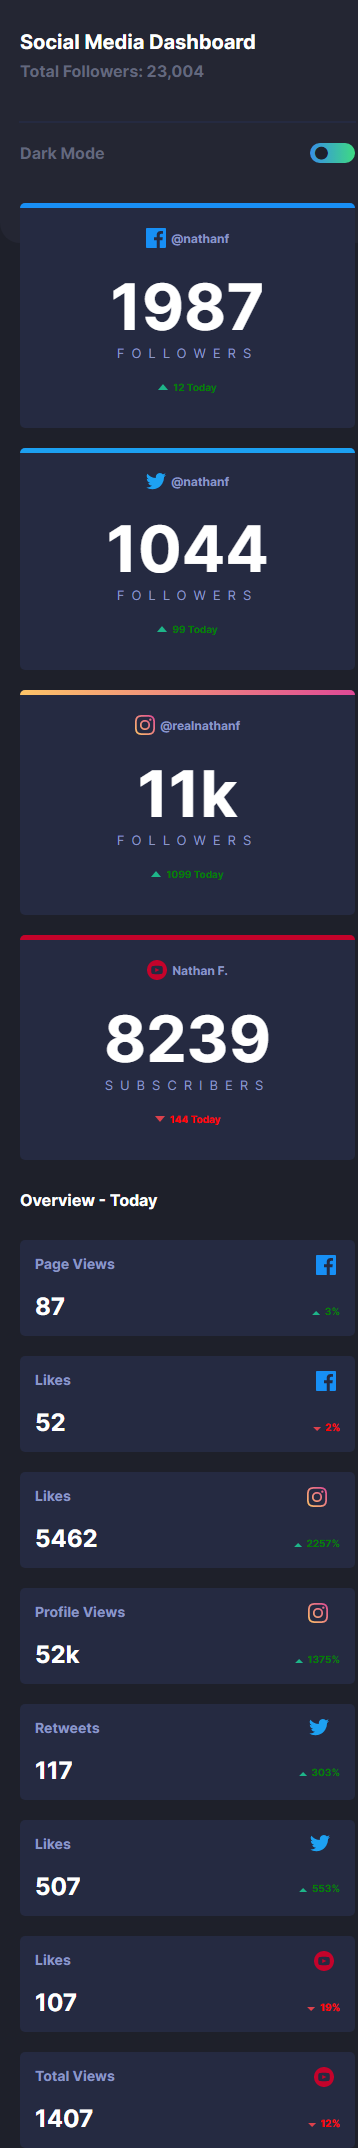 Social Media Dashboard
Total Followers: 23,004
Dark Mode
@nathanf
1987
FOLLOWERS
12 Today
@nathanf
1044
FOLLOWERS
99 Today
@realnathanf
11k
FOLLOWERS
1099 Today
Nathan F.
8239
SUBSCRIBERS
144 Today
Overview - Today
Page Views
87
3%
Likes
52
2%
Likes
5462
2257%
Profile Views
52k
1375%
Retweets
117
303%
Likes
507
553%
Likes
107
19%
Total Views
1407
12%